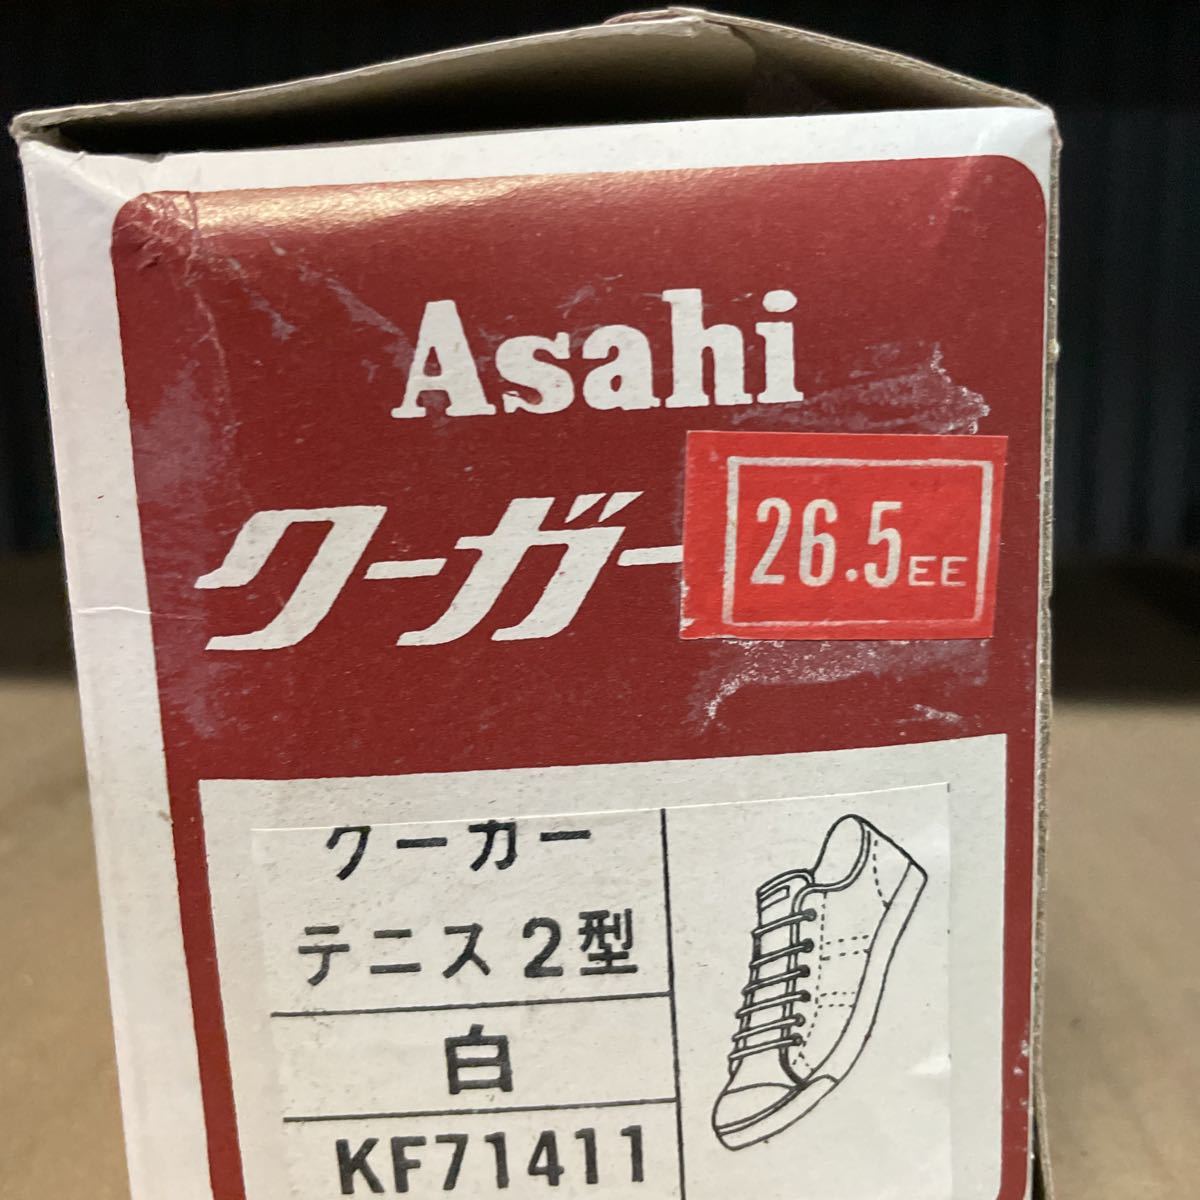 Asahi
クーガー
26.5EE
クーガー
テニス2型
白
KF71411